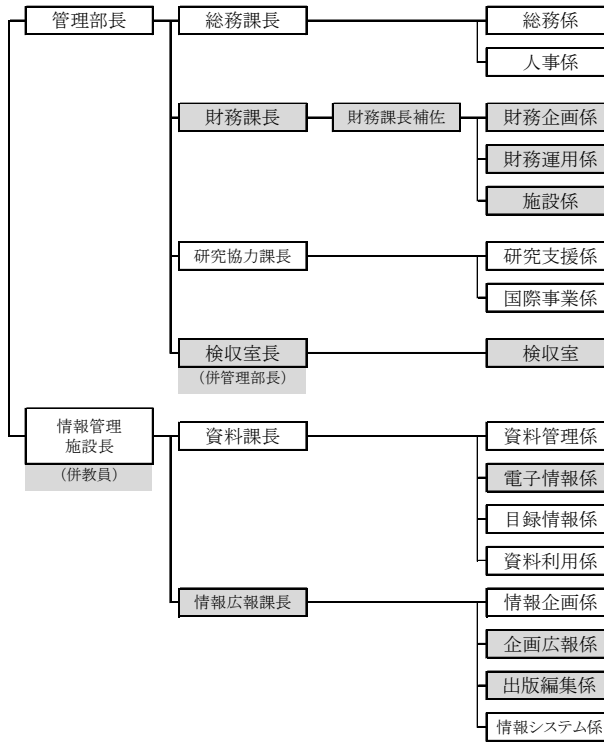 管理部長
総務課長
総務係
人事係
財務課長
財務課長補佐
財務企画係
財務運用係
施設係
研究協力課長
研究支援係
国際事業係
検収室長
(併管理部長)
検収室
情報管理
施設長
(併教員)
資料課長
資料管理係
電子情報係
目録情報係
資料利用係
情報広報課長
情報企画係
企画広報係
出版編集係
情報システム係